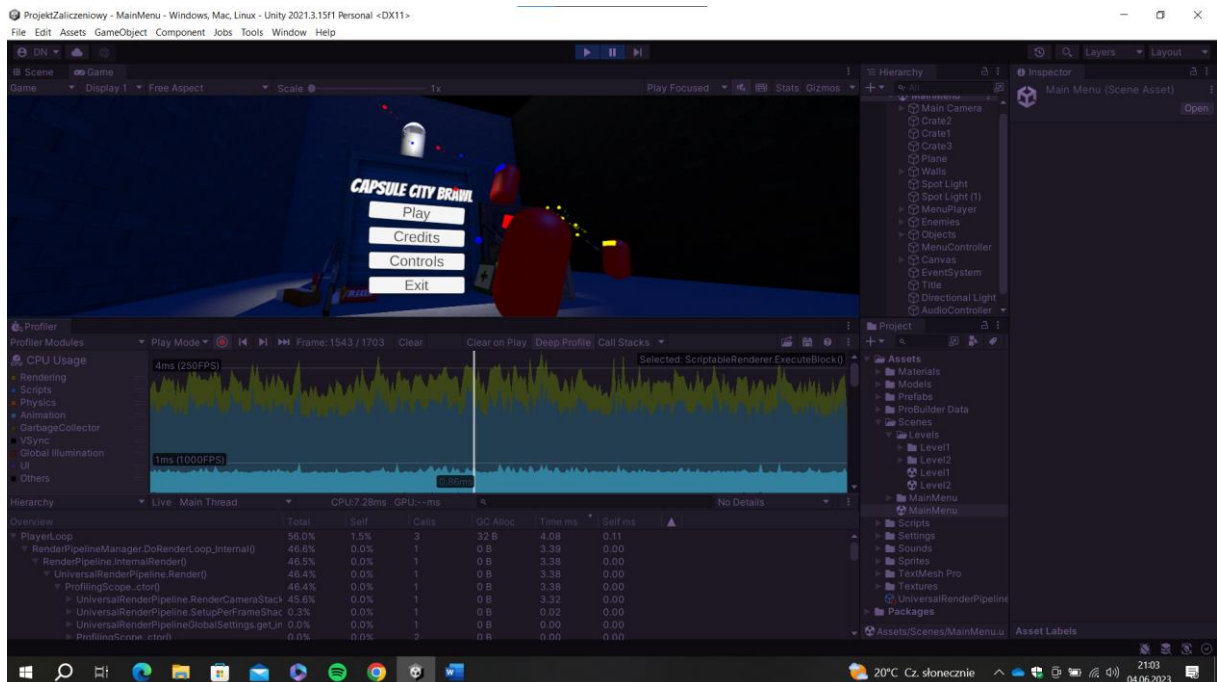 ProjektZaliczeniowy - MainMenu - Windows, Mac, Linux - Unity 2021.3.15f1 Personal <DX11>
File Edit Assets GameObject Component Jobs Tools Window Help
DN Layers Layout
Scene Game
Game Display 1 Free Aspect Scale 1x Play Focused Stats Gizmos
CAPSULE CITY BRAWL
Play
Credits
Controls
Exit
Hierarchy
All
MainMenu
Main Camera
Crate2
Crate1
Crate3
Plane
Walls
Spot Light
Spot Light (1)
MenuPlayer
Enemies
Objects
MenuController
Canvas
EventSystem
Title
Directional Light
AudioController
Inspector
Main Menu (Scene Asset)
Open
Profiler
Profiler Modules Play Mode Frame: 1543 / 1703 Clear Clear on Play Deep Profile Call Stacks
CPU Usage
Rendering
Scripts
Physics
Animation
GarbageCollector
VSync
Global Illumination
UI
Others
4ms (250FPS)
Selected: ScriptableRenderer.ExecuteBlock()
1ms (1000FPS)
0.86ms
Hierarchy Live Main Thread CPU:7.28ms GPU:--ms No Details
Overview Total Self Calls GC Alloc Time ms Self ms
PlayerLoop 56.0% 1.5% 3 32 B 4.08 0.11
RenderPipelineManager.DoRenderLoop_Internal() 46.6% 0.0% 1 0 B 3.39 0.00
RenderPipeline.InternalRender() 46.5% 0.0% 1 0 B 3.38 0.00
UniversalRenderPipeline.Render() 46.4% 0.0% 1 0 B 3.38 0.00
ProfilingScope..ctor() 46.4% 0.0% 1 0 B 3.38 0.00
UniversalRenderPipeline.RenderCameraStack 45.6% 0.0% 1 0 B 3.32 0.00
UniversalRenderPipeline.SetupPerFrameShac 0.3% 0.0% 1 0 B 0.02 0.00
UniversalRenderPipelineGlobalSettings.get_in 0.0% 0.0% 1 0 B 0.00 0.00
ProfilingScope..ctor() 0.0% 0.0% 2 0 B 0.00 0.00
Project
Assets
Materials
Models
Prefabs
ProBuilder Data
Scenes
Levels
Level1
Level2
Level1
Level2
MainMenu
MainMenu
Scripts
Settings
Sounds
Sprites
TextMesh Pro
Textures
UniversalRenderPipeline
Packages
Assets/Scenes/MainMenu.u
Asset Labels
20°C Cz. słonecznie
21:03
04.06.2023